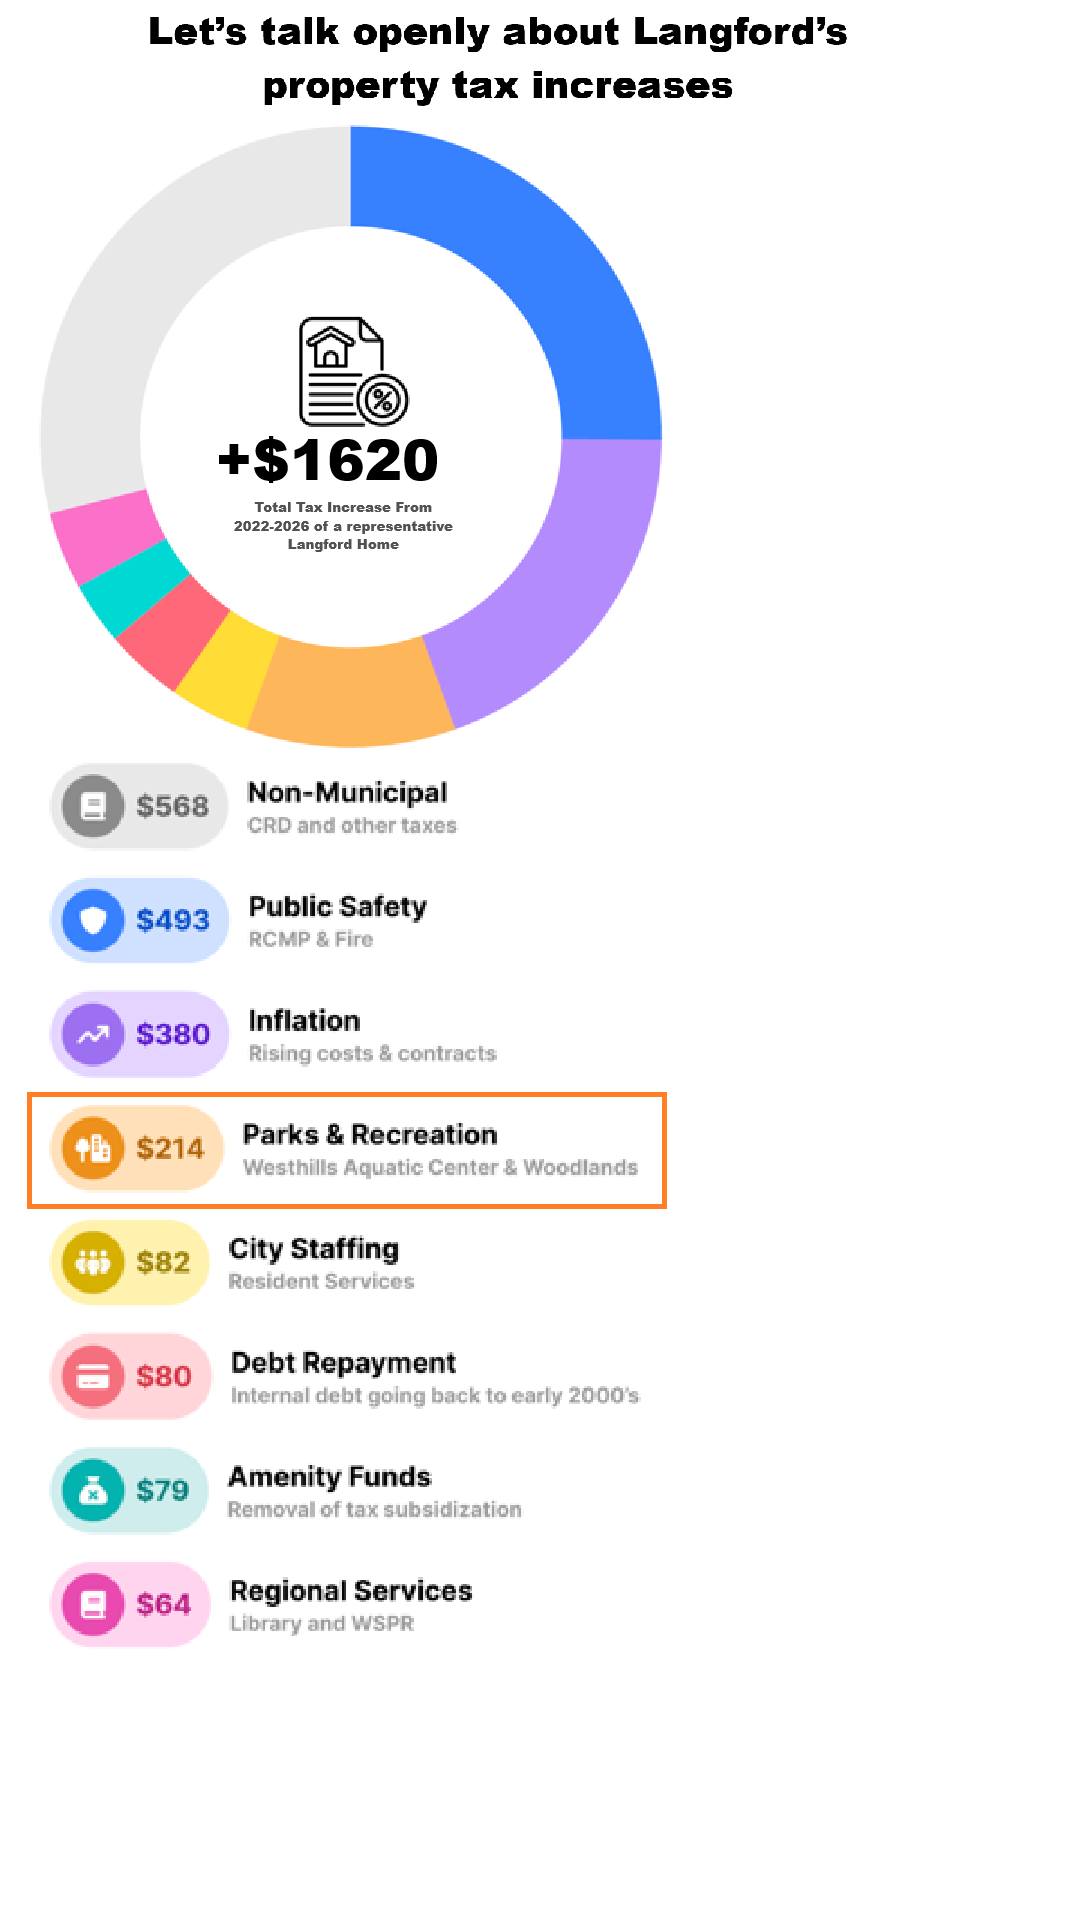 Let’s talk openly about Langford’s
property tax increases
+$1620
Total Tax Increase From
2022-2026 of a representative
Langford Home
$568
Non-Municipal
CRD and other taxes
$493
Public Safety
RCMP & Fire
$380
Inflation
Rising costs & contracts
$214
Parks & Recreation
Westhills Aquatic Center & Woodlands
$82
City Staffing
Resident Services
$80
Debt Repayment
Internal debt going back to early 2000’s
$79
Amenity Funds
Removal of tax subsidization
$64
Regional Services
Library and WSPR